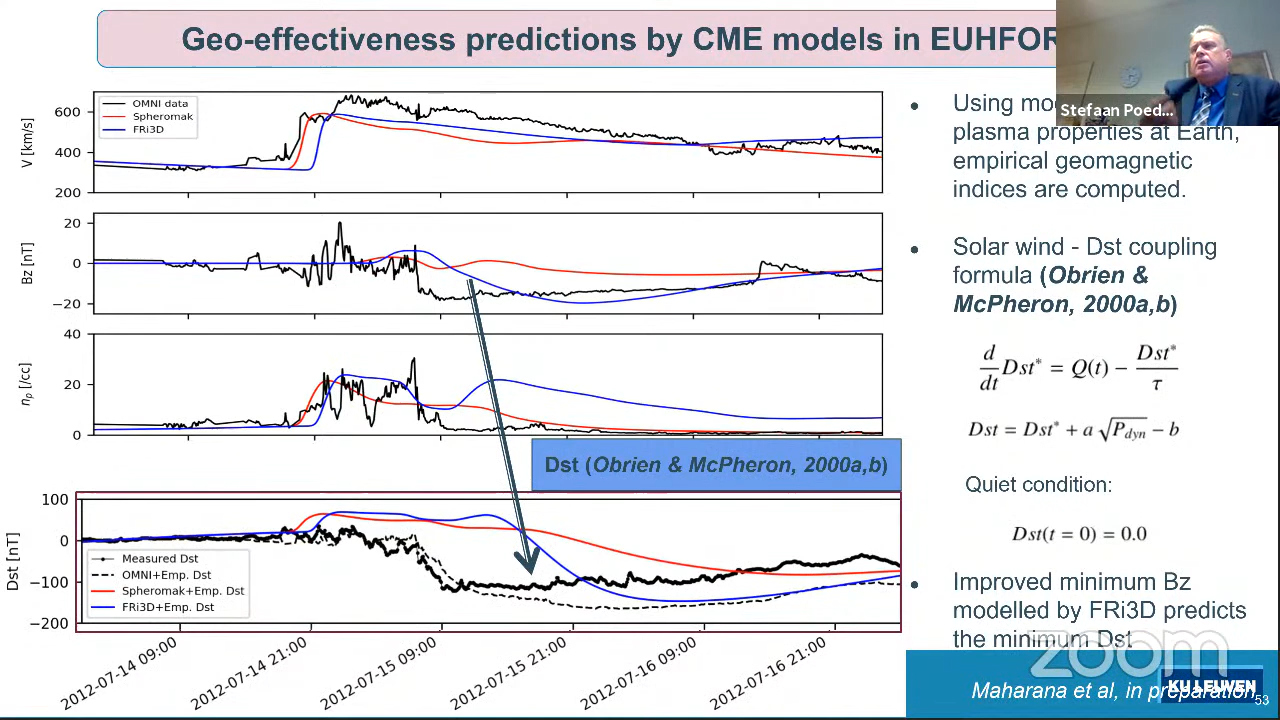 Geo-effectiveness predictions by CME models in EUHFOR
Stefaan Poed...
OMNI data
Spheromak
FRi3D
V [km/s]
600
400
200
Bz [nT]
20
0
−20
nₚ [/cc]
40
20
0
Dst (Obrien & McPheron, 2000a,b)
Dst [nT]
100
0
−100
−200
Measured Dst
OMNI+Emp. Dst
Spheromak+Emp. Dst
FRi3D+Emp. Dst
2012-07-14 09:00
2012-07-14 21:00
2012-07-15 09:00
2012-07-15 21:00
2012-07-16 09:00
2012-07-16 21:00
• Using
plasma properties at Earth,
empirical geomagnetic
indices are computed.
• Solar wind - Dst coupling
formula (Obrien &
McPheron, 2000a,b)
d/dt Dst* = Q(t) − Dst*/τ
Dst = Dst* + a √Pdyn − b
Quiet condition:
Dst(t = 0) = 0.0
• Improved minimum Bz
modelled by FRi3D predicts
the minimum Dst
zoom
Maharana et al, in preparation
KU LEUVEN
53